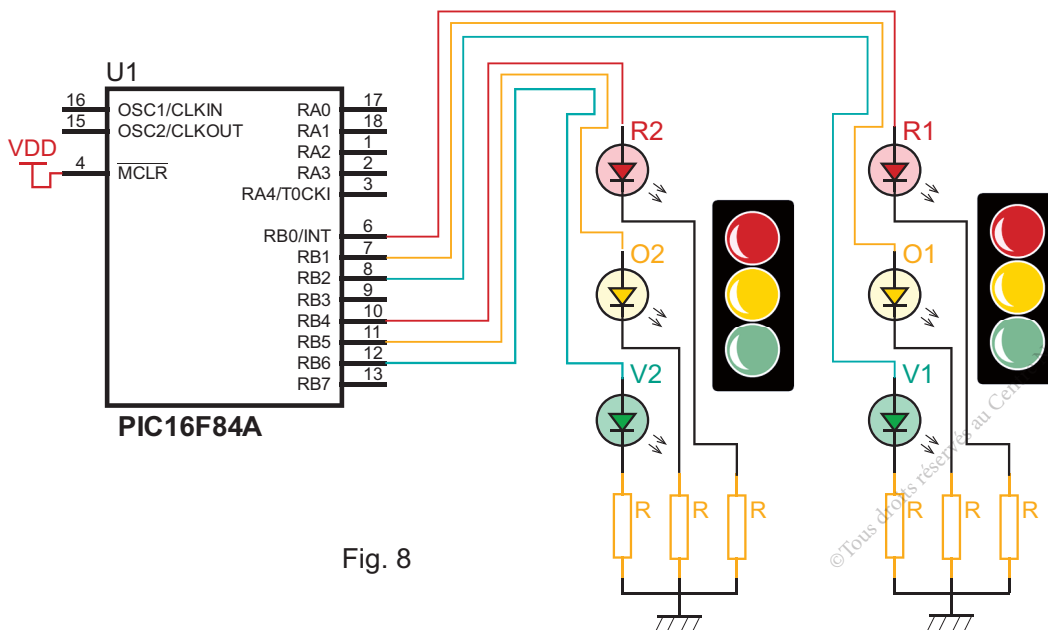 U1
16 OSC1/CLKIN RA0 17
15 OSC2/CLKOUT RA1 18
RA2 1
VDD 4 MCLR RA3 2
RA4/T0CKI 3
RB0/INT 6
RB1 7
RB2 8
RB3 9
RB4 10
RB5 11
RB6 12
RB7 13
PIC16F84A
R2 R1
O2 O1
V2 V1
R R R R R R
Fig. 8
©Tous droits réservés au